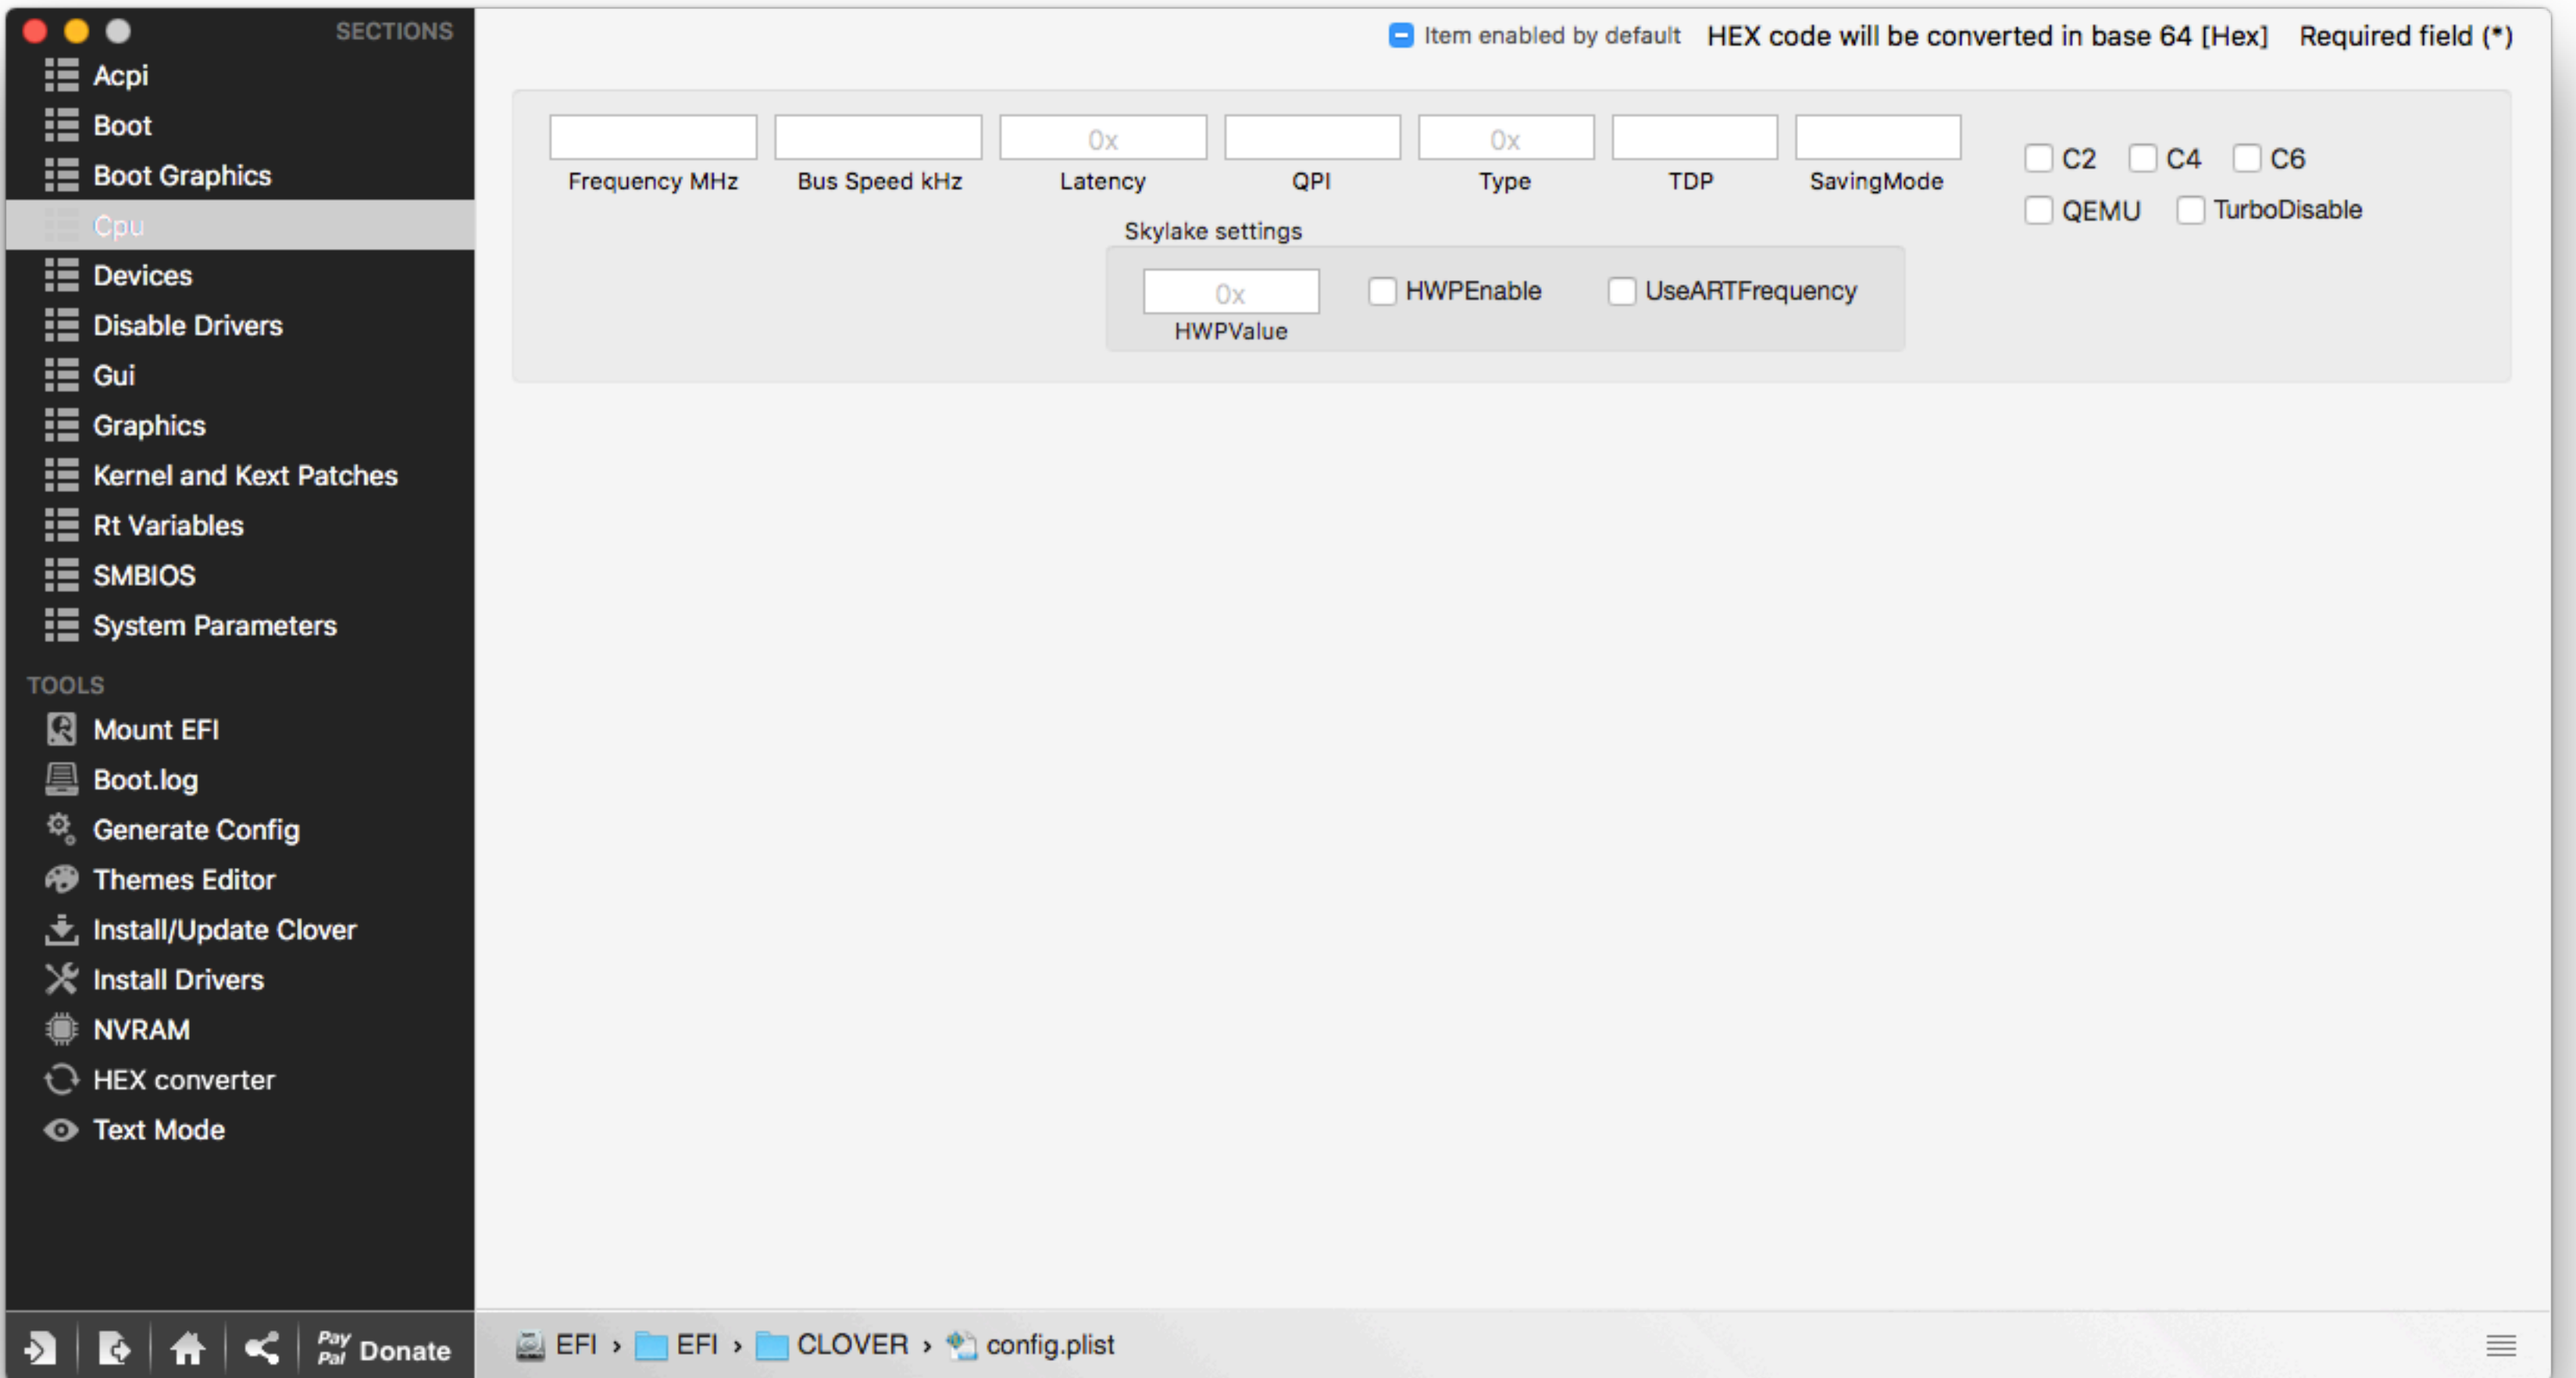 SECTIONS
Acpi
Boot
Boot Graphics
Cpu
Devices
Disable Drivers
Gui
Graphics
Kernel and Kext Patches
Rt Variables
SMBIOS
System Parameters
TOOLS
Mount EFI
Boot.log
Generate Config
Themes Editor
Install/Update Clover
Install Drivers
NVRAM
HEX converter
Text Mode
Pay
Pal Donate
Item enabled by default HEX code will be converted in base 64 [Hex] Required field (*)
0x 0x
Frequency MHz Bus Speed kHz Latency QPI Type TDP SavingMode
C2 C4 C6
QEMU TurboDisable
Skylake settings
0x HWPEnable UseARTFrequency
HWPValue
EFI › EFI › CLOVER › config.plist